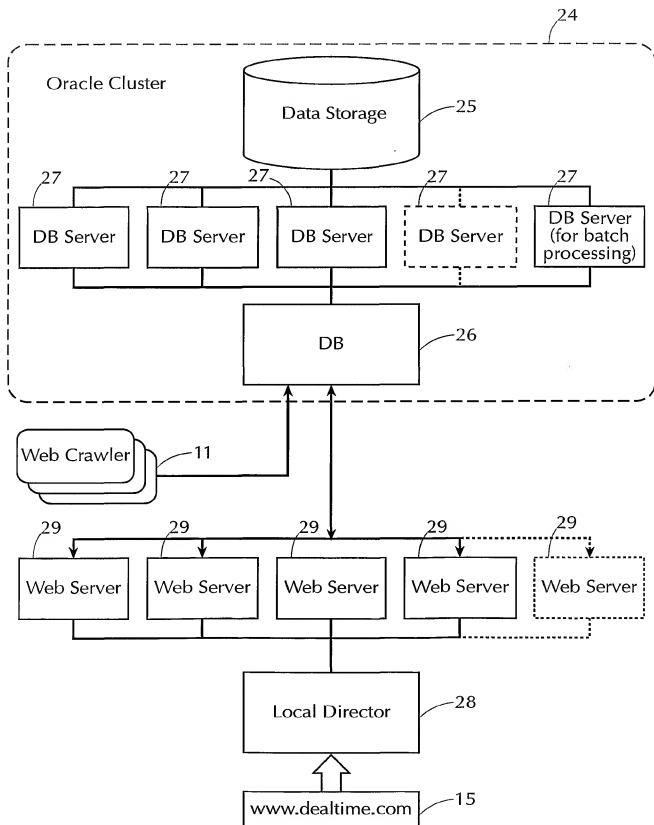 24
Oracle Cluster
Data Storage
25
27
27
27
27
27
DB Server
DB Server
DB Server
DB Server
DB Server
(for batch
processing)
DB
26
Web Crawler
11
29
29
29
29
29
Web Server
Web Server
Web Server
Web Server
Web Server
Local Director
28
www.dealtime.com
15